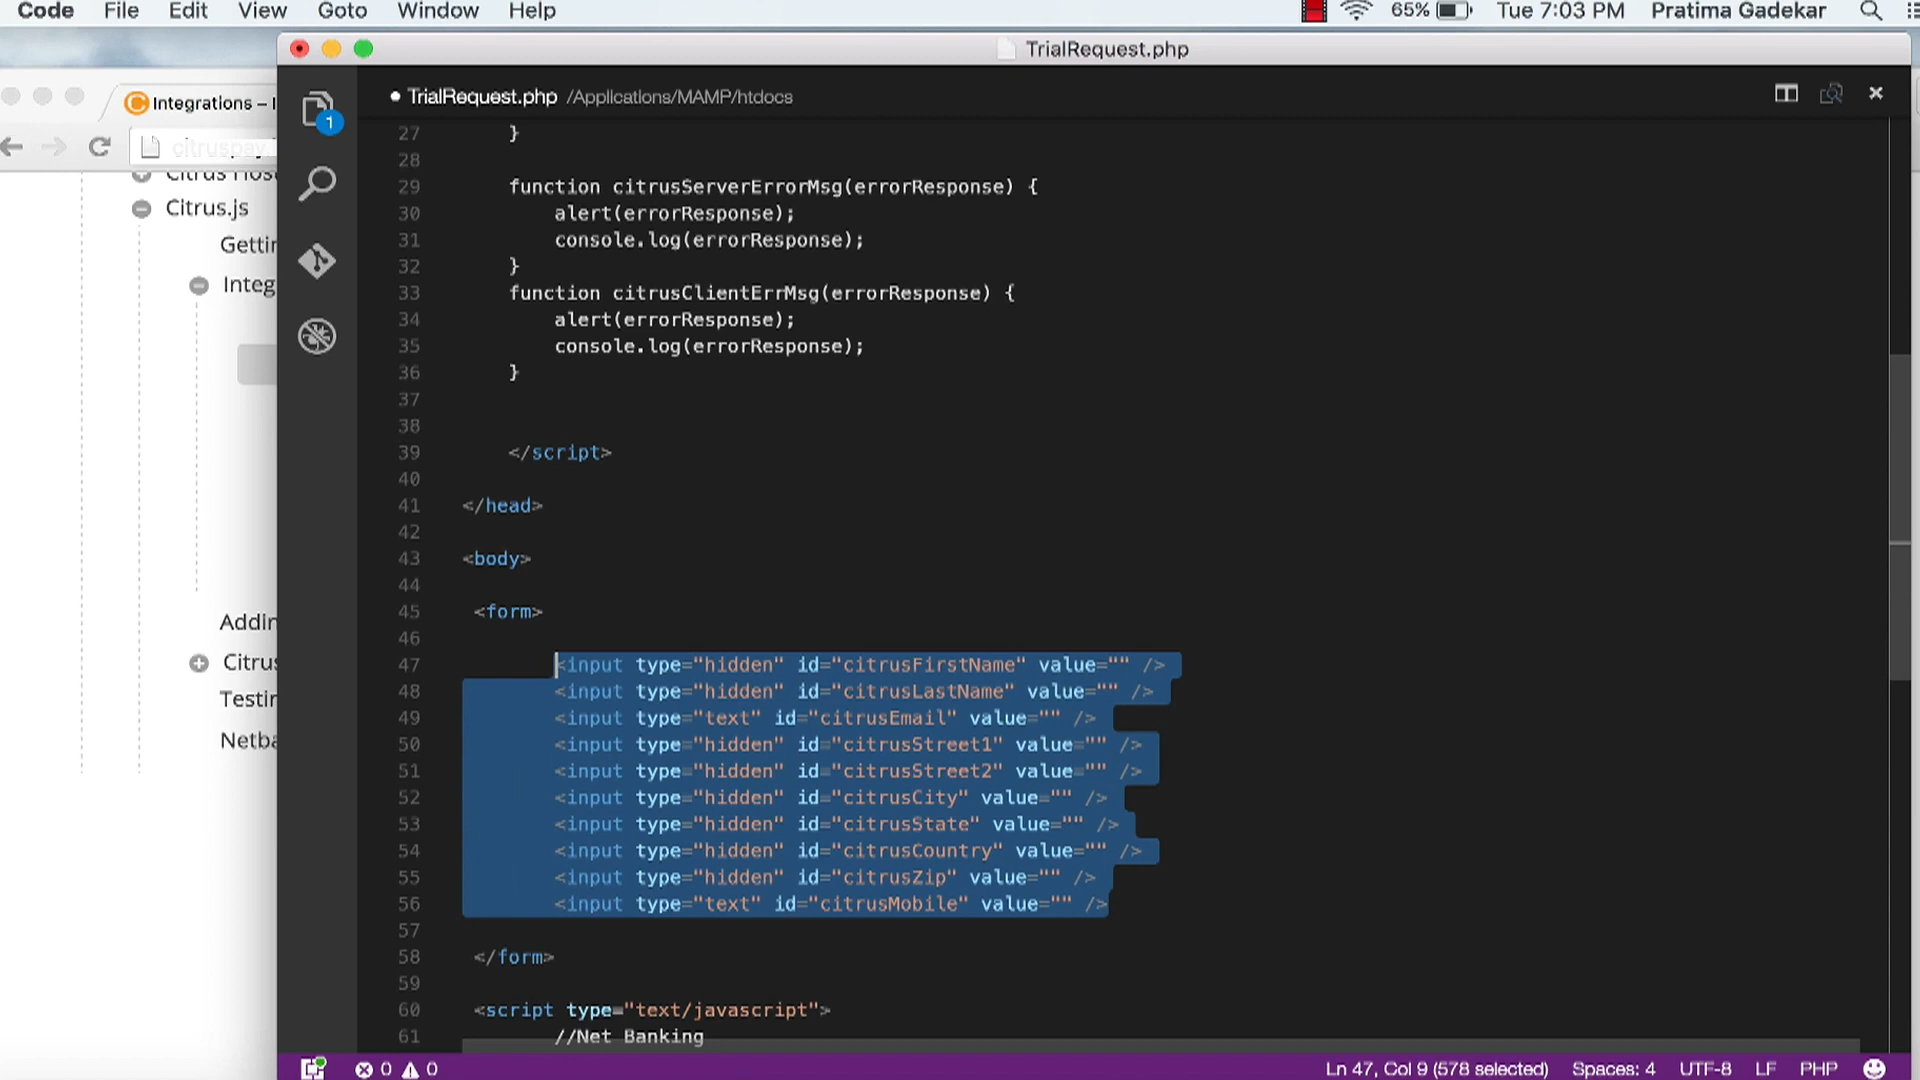 Code File Edit View Goto Window Help 65% Tue 7:03 PM Pratima Gadekar
TrialRequest.php
Integrations – I
citruspay.
Citrus Hos
Citrus.js
Gettin
Integ
Addin
Citrus
Testin
Netba
1
TrialRequest.php /Applications/MAMP/htdocs
27 }
28
29 function citrusServerErrorMsg(errorResponse) {
30 alert(errorResponse);
31 console.log(errorResponse);
32 }
33 function citrusClientErrMsg(errorResponse) {
34 alert(errorResponse);
35 console.log(errorResponse);
36 }
37
38
39 </script>
40
41 </head>
42
43 <body>
44
45 <form>
46
47 <input type="hidden" id="citrusFirstName" value="" />
48 <input type="hidden" id="citrusLastName" value="" />
49 <input type="text" id="citrusEmail" value="" />
50 <input type="hidden" id="citrusStreet1" value="" />
51 <input type="hidden" id="citrusStreet2" value="" />
52 <input type="hidden" id="citrusCity" value="" />
53 <input type="hidden" id="citrusState" value="" />
54 <input type="hidden" id="citrusCountry" value="" />
55 <input type="hidden" id="citrusZip" value="" />
56 <input type="text" id="citrusMobile" value="" />
57
58 </form>
59
60 <script type="text/javascript">
61 //Net Banking
0 0 Ln 47, Col 9 (578 selected) Spaces: 4 UTF-8 LF PHP